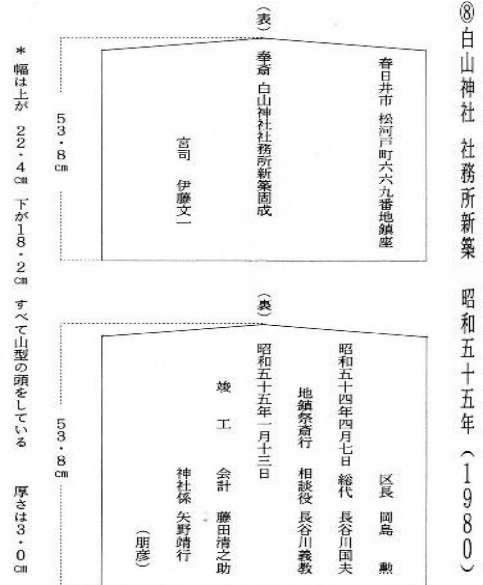 ⑧白山神社 社務所新築 昭和五十五年(1980)
(表)
春日井市 松河戸町六六九番地鎮座
奉斎 白山神社社務所新築固成
宮司 伊藤文一
53・8cm
(裏)
区長 岡島 勲
昭和五十四年四月七日 総代 長谷川国夫
地鎮祭斎行 相談役 長谷川義教
昭和五十五年一月十三日
竣工 会計 藤田清之助
神社係 矢野靖行
(朋彦)
53・8cm
* 幅は上が 22・4cm 下が18・2cm すべて山型の頭をしている 厚さは3・0cm